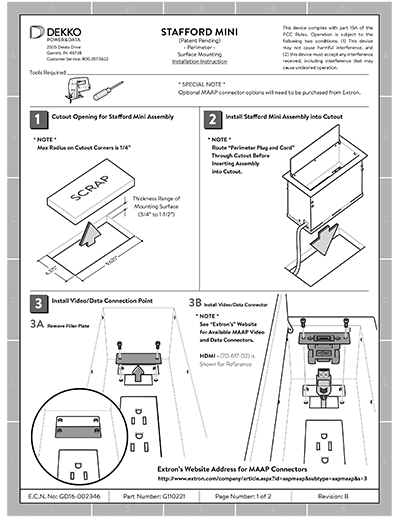 DEKKO
POWER&DATA
2505 Dekko Drive
Garrett, IN 46738
Customer Service: 800.357.5622
STAFFORD MINI
(Patent Pending)
- Perimeter -
Surface Mounting
Installation Instruction
This device complies with part 15A of the
FCC Rules. Operation is subject to the
following two conditions: (1) This device
may not cause harmful interference, and
(2) this device must accept any interference
received, including interference that may
cause undesired operation.
Tools Required
* SPECIAL NOTE *
Optional MAAP connector options will need to be purchased from Extron.
1 Cutout Opening for Stafford Mini Assembly
* NOTE *
Max Radius on Cutout Corners is 1/4"
SCRAP
Thickness Range of
Mounting Surface
(3/4" to 1-1/2")
9.625"
2 Install Stafford Mini Assembly into Cutout
* NOTE *
Route "Perimeter Plug and Cord"
Through Cutout Before
Inserting Assembly
into Cutout.
3 Install Video/Data Connection Point
3A Remove Filler Plate
3B Install Video/Data Connector
* NOTE *
See "Extron's" Website
for Available MAAP Video
and Data Connectors.
HDMI - (70-617-02) is
Shown for Reference
Extron's Website Address for MAAP Connectors
http://www.extron.com/company/article.aspx?id=aapmaap&subtype=aapmaap&s=3
E.C.N. No: GD16-002346
Part Number: G110221
Page Number: 1 of 2
Revision: B